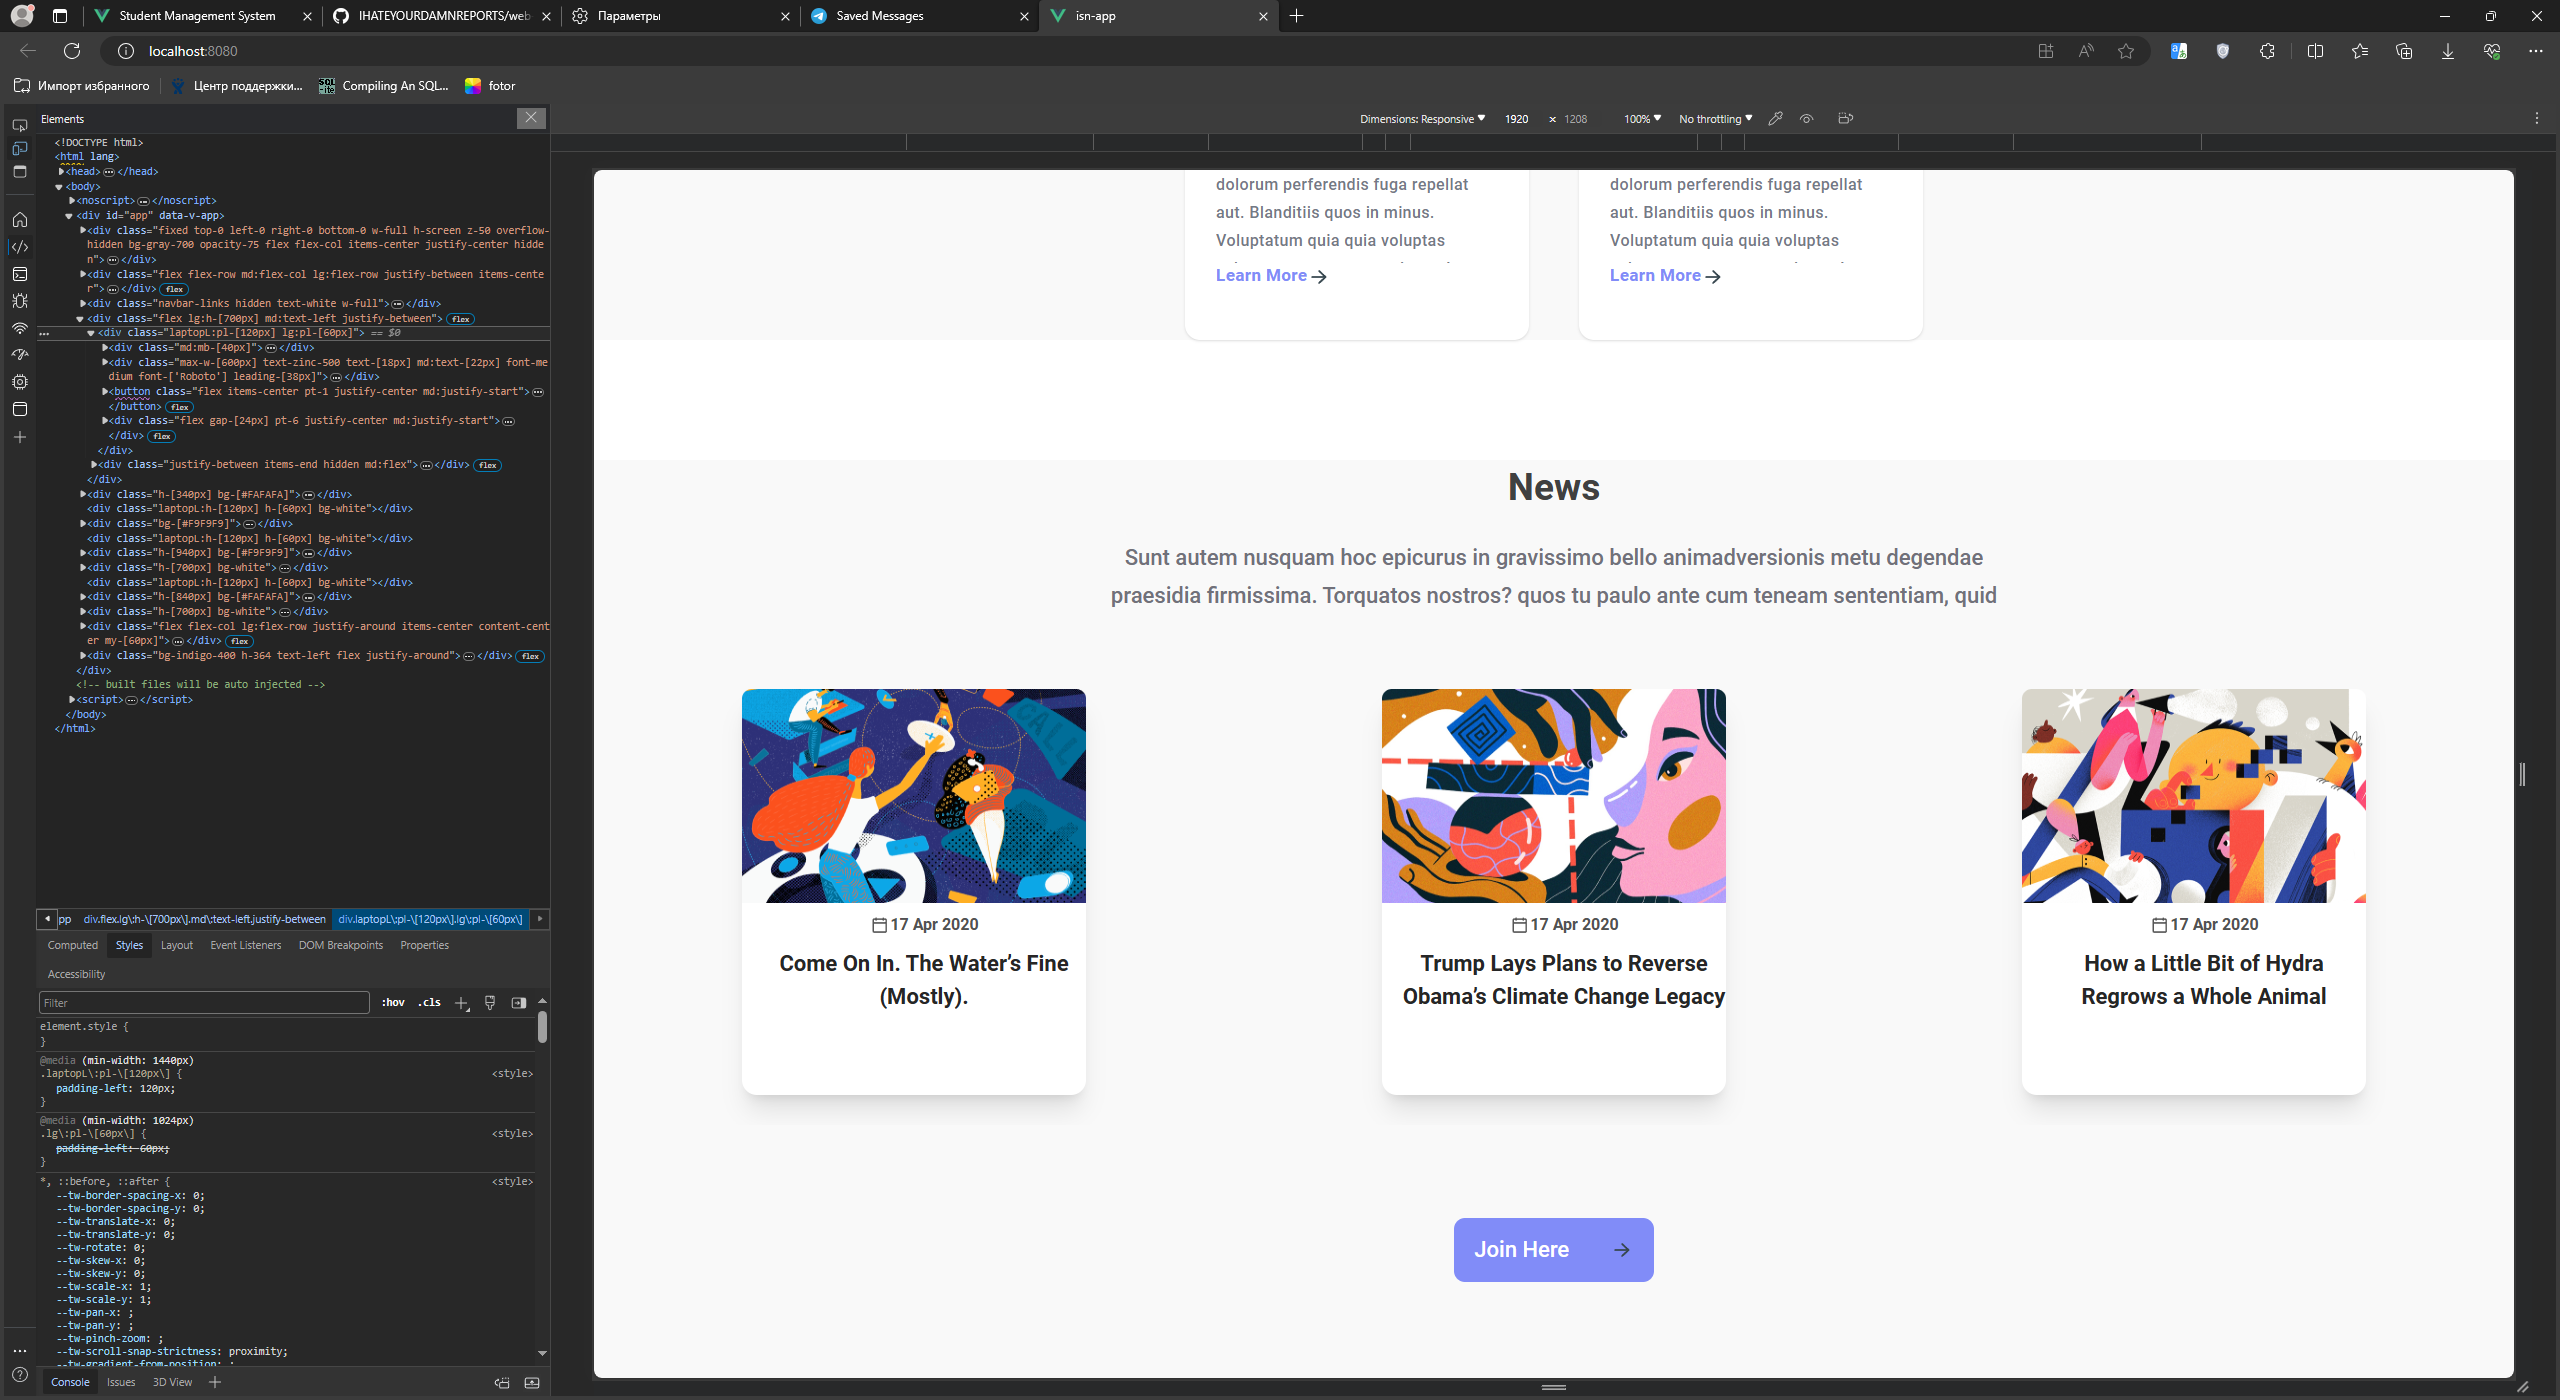 Student Management System
IHATEYOURDAMNREPORTS/web
Параметры
Saved Messages
isn-app
localhost:8080
Импорт избранного
Центр поддержки...
Compiling An SQL...
fotor
Elements
Dimensions: Responsive
1920
×
1208
100%
No throttling
<!DOCTYPE html>
<html lang>
<head></head>
<body>
<noscript></noscript>
<div id="app" data-v-app>
<div class="fixed top-0 left-0 right-0 bottom-0 w-full h-screen z-50 overflow-
hidden bg-gray-700 opacity-75 flex flex-col items-center justify-center hidde
n"></div>
<div class="flex flex-row md:flex-col lg:flex-row justify-between items-cente
r"></div> flex
<div class="navbar-links hidden text-white w-full"></div>
<div class="flex lg:h-[700px] md:text-left justify-between"> flex
<div class="laptopL:pl-[120px] lg:pl-[60px]"> == $0
<div class="md:mb-[40px]"></div>
<div class="max-w-[600px] text-zinc-500 text-[18px] md:text-[22px] font-me
dium font-['Roboto'] leading-[38px]"></div>
<button class="flex items-center pt-1 justify-center md:justify-start">
</button> flex
<div class="flex gap-[24px] pt-6 justify-center md:justify-start">
</div> flex
</div>
<div class="justify-between items-end hidden md:flex"></div> flex
</div>
<div class="h-[340px] bg-[#FAFAFA]"></div>
<div class="laptopL:h-[120px] h-[60px] bg-white"></div>
<div class="bg-[#F9F9F9]"></div>
<div class="laptopL:h-[120px] h-[60px] bg-white"></div>
<div class="h-[940px] bg-[#F9F9F9]"></div>
<div class="h-[700px] bg-white"></div>
<div class="laptopL:h-[120px] h-[60px] bg-white"></div>
<div class="h-[840px] bg-[#FAFAFA]"></div>
<div class="h-[700px] bg-white"></div>
<div class="flex flex-col lg:flex-row justify-around items-center content-cent
er my-[60px]"></div> flex
<div class="bg-indigo-400 h-364 text-left flex justify-around"></div> flex
</div>
<!-- built files will be auto injected -->
<script></script>
</body>
</html>
pp
div.flex.lg\:h-\[700px\].md\:text-left.justify-between
div.laptopL\:pl-\[120px\].lg\:pl-\[60px\]
Computed
Styles
Layout
Event Listeners
DOM Breakpoints
Properties
Accessibility
Filter
:hov
.cls
element.style {
}
@media (min-width: 1440px)
.laptopL\:pl-\[120px\] {
<style>
padding-left: 120px;
}
@media (min-width: 1024px)
.lg\:pl-\[60px\] {
<style>
padding-left: 60px;
}
*, ::before, ::after {
<style>
--tw-border-spacing-x: 0;
--tw-border-spacing-y: 0;
--tw-translate-x: 0;
--tw-translate-y: 0;
--tw-rotate: 0;
--tw-skew-x: 0;
--tw-skew-y: 0;
--tw-scale-x: 1;
--tw-scale-y: 1;
--tw-pan-x: ;
--tw-pan-y: ;
--tw-pinch-zoom: ;
--tw-scroll-snap-strictness: proximity;
--tw-gradient-from-position: ;
Console
Issues
3D View
dolorum perferendis fuga repellat
aut. Blanditiis quos in minus.
Voluptatum quia quia voluptas
Learn More
dolorum perferendis fuga repellat
aut. Blanditiis quos in minus.
Voluptatum quia quia voluptas
Learn More
News
Sunt autem nusquam hoc epicurus in gravissimo bello animadversionis metu degendae
praesidia firmissima. Torquatos nostros? quos tu paulo ante cum teneam sententiam, quid
CALL
17 Apr 2020
Come On In. The Water’s Fine
(Mostly).
17 Apr 2020
Trump Lays Plans to Reverse
Obama’s Climate Change Legacy
17 Apr 2020
How a Little Bit of Hydra
Regrows a Whole Animal
Join Here